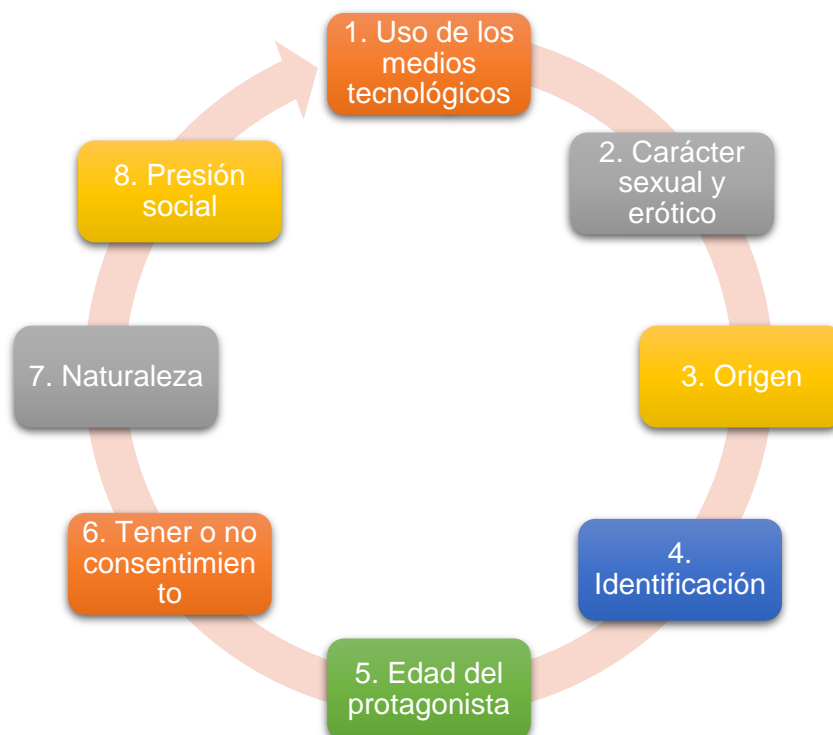 1. Uso de los
medios
tecnológicos
2. Carácter
sexual y
erótico
3. Origen
4.
Identificación
5. Edad del
protagonista
6. Tener o no
consentimien
to
7. Naturaleza
8. Presión
social